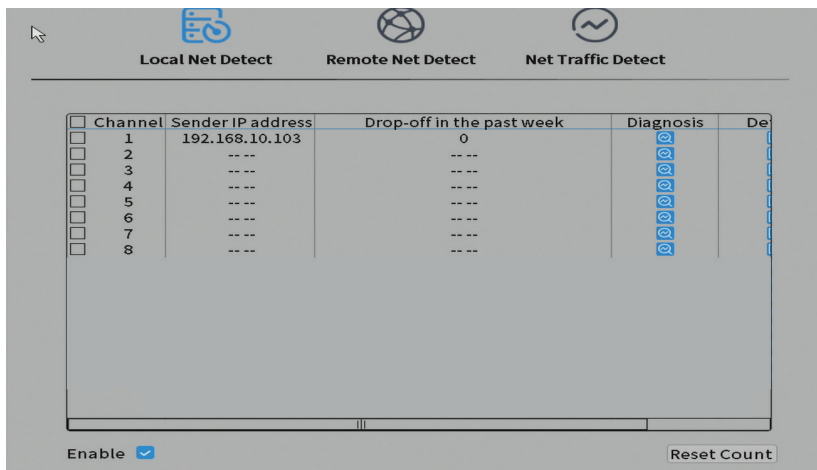 Local Net Detect Remote Net Detect Net Traffic Detect
Channel Sender IP address Drop-off in the past week Diagnosis
1 192.168.10.103 0
2 -- -- -- --
3 -- -- -- --
4 -- -- -- --
5 -- -- -- --
6 -- -- -- --
7 -- -- -- --
8 -- -- -- --
Enable Reset Count